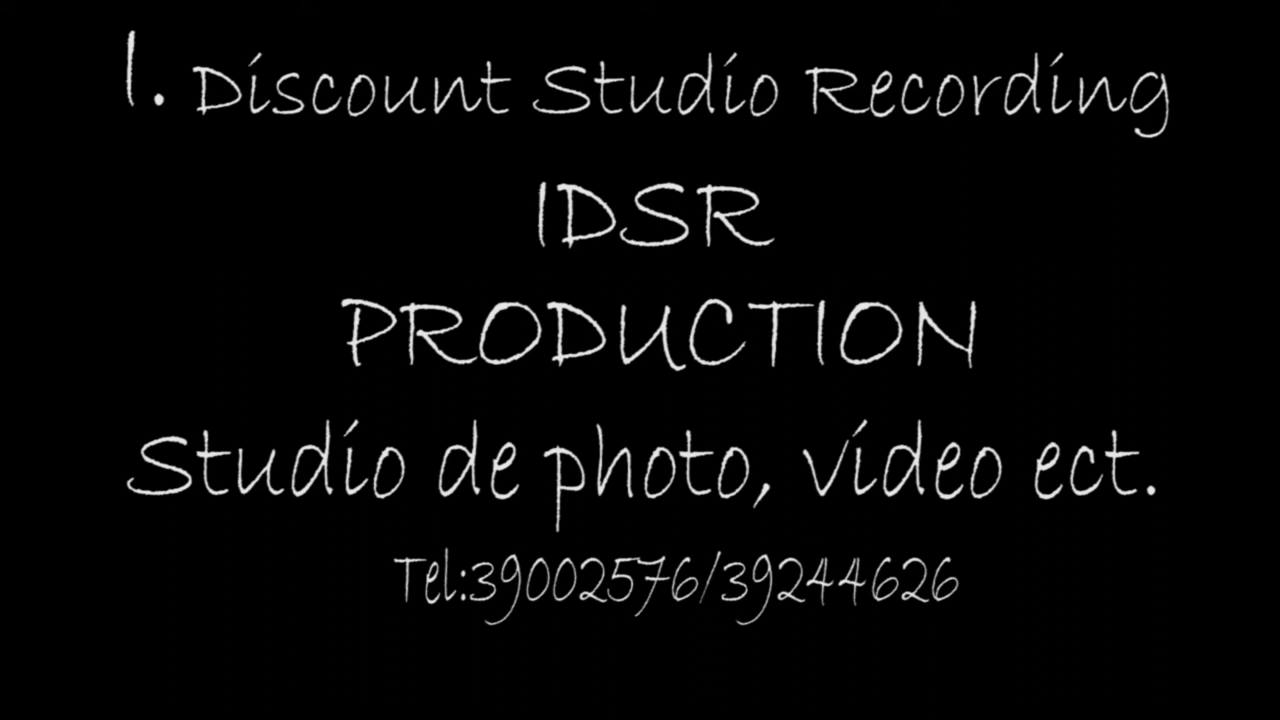 I. Discount Studio Recording
IDSR
PRODUCTION
Studio de photo, video ect.
Tel:39002576/39244626